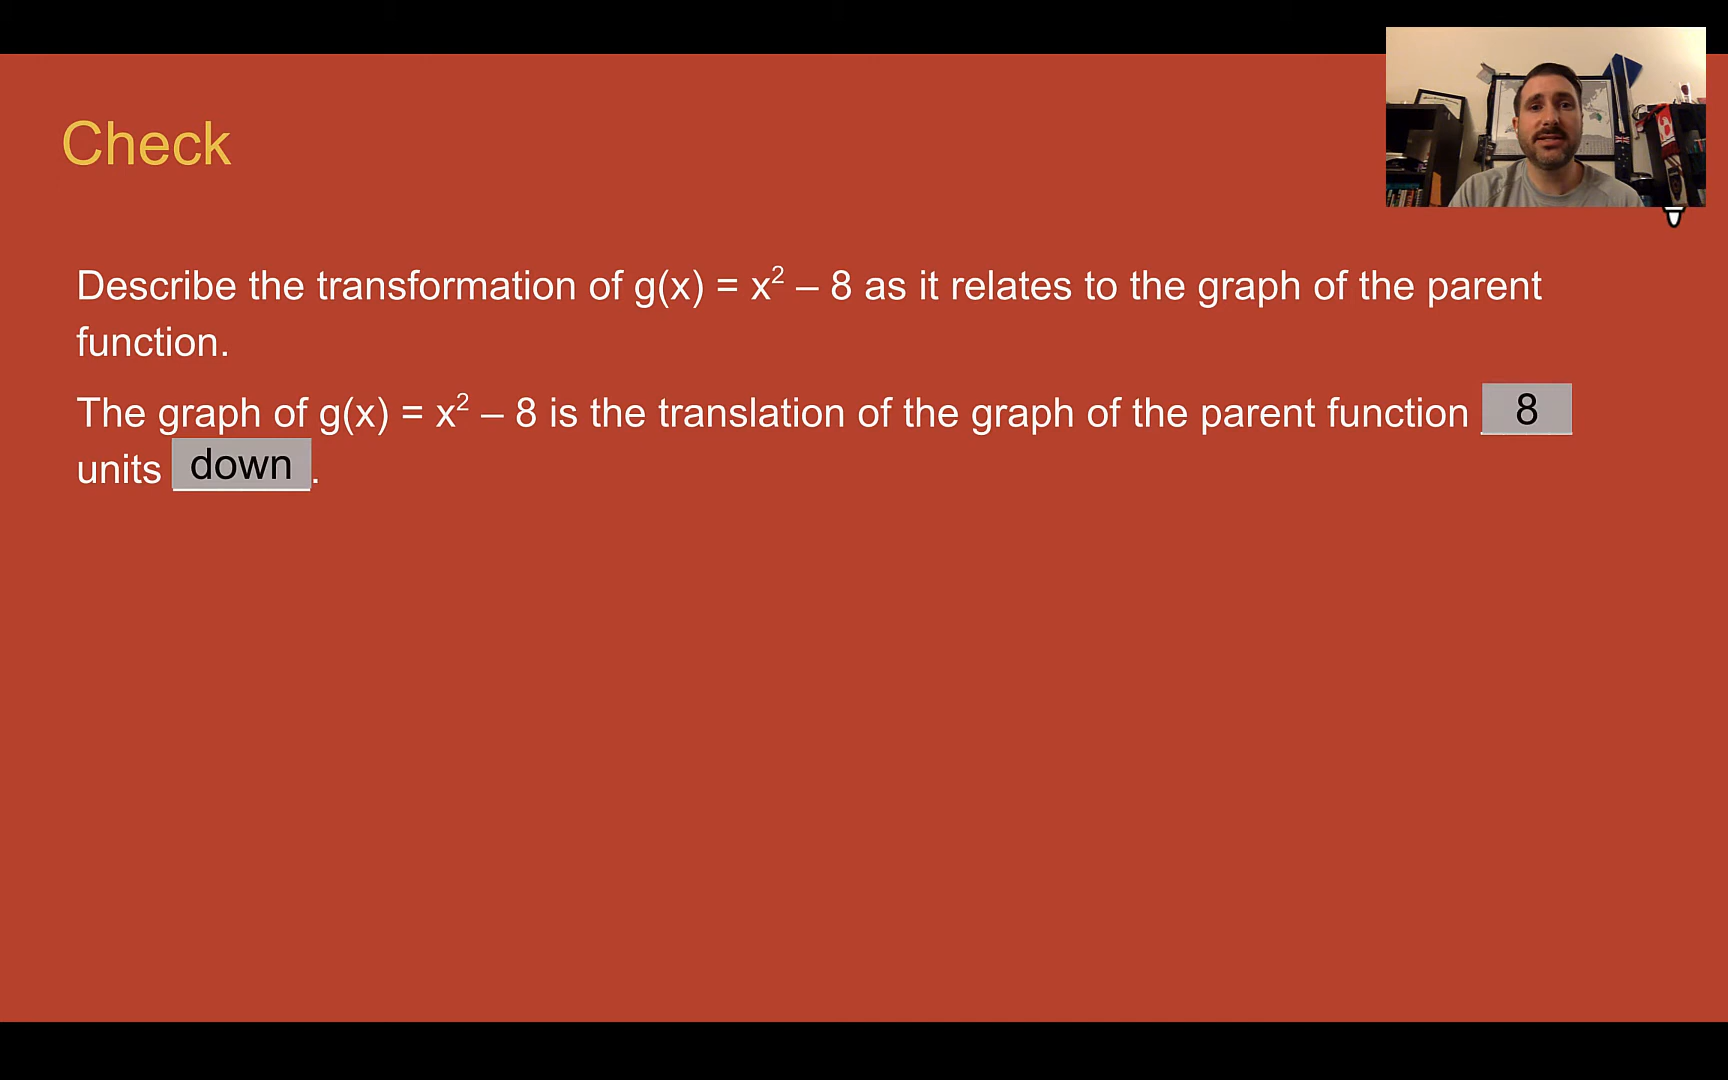 Check
Describe the transformation of g(x) = x² – 8 as it relates to the graph of the parent
function.
The graph of g(x) = x² – 8 is the translation of the graph of the parent function 8
units down.